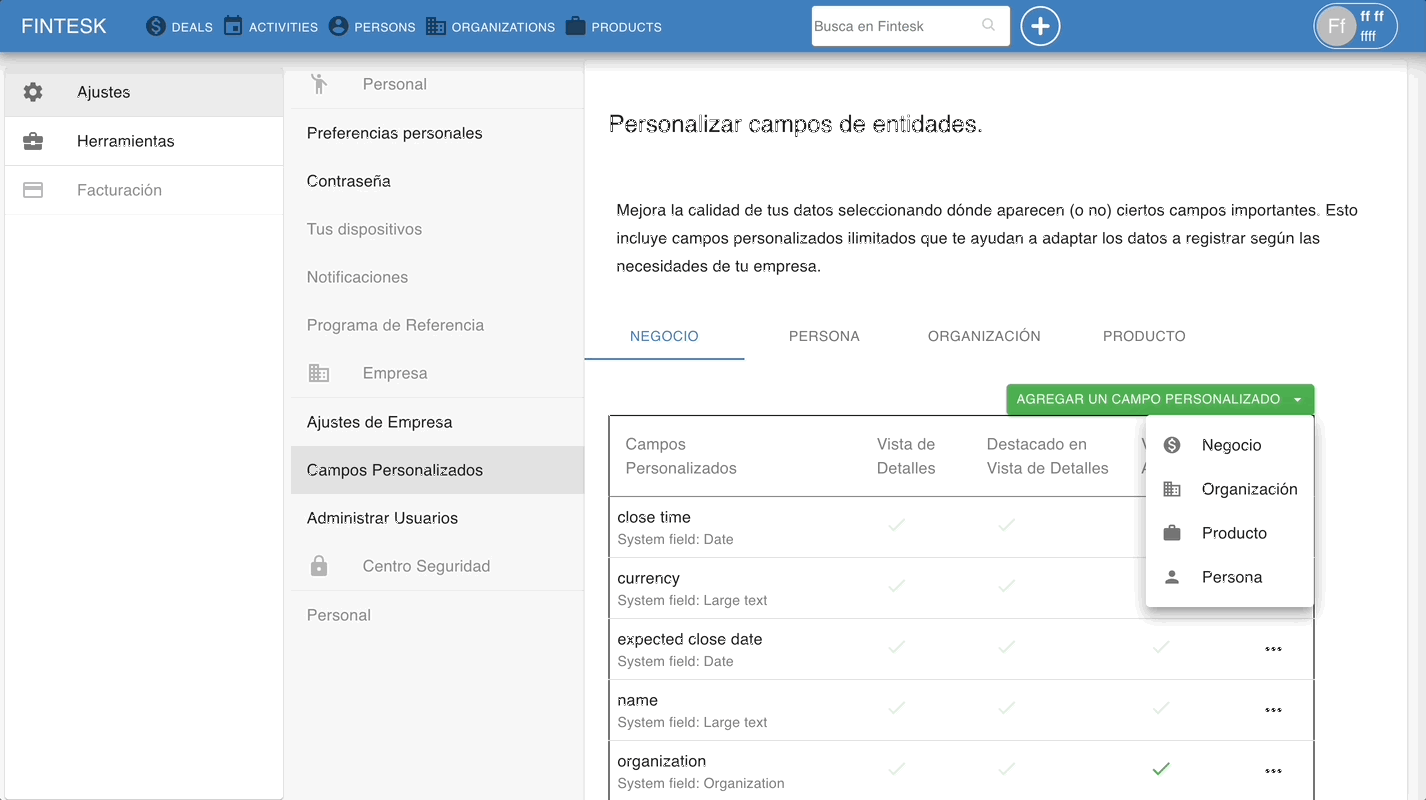 FINTESK
DEALS
ACTIVITIES
PERSONS
ORGANIZATIONS
PRODUCTS
Busca en Fintesk
Ff
ff ff
ffff
Ajustes
Herramientas
Facturación
Personal
Preferencias personales
Contraseña
Tus dispositivos
Notificaciones
Programa de Referencia
Empresa
Ajustes de Empresa
Campos Personalizados
Administrar Usuarios
Centro Seguridad
Personal
Personalizar campos de entidades.
Mejora la calidad de tus datos seleccionando dónde aparecen (o no) ciertos campos importantes. Esto
incluye campos personalizados ilimitados que te ayudan a adaptar los datos a registrar según las
necesidades de tu empresa.
NEGOCIO
PERSONA
ORGANIZACIÓN
PRODUCTO
AGREGAR UN CAMPO PERSONALIZADO
Negocio
Organización
Producto
Persona
Campos
Personalizados
Vista de
Detalles
Destacado en
Vista de Detalles
close time
System field: Date
currency
System field: Large text
expected close date
System field: Date
name
System field: Large text
organization
System field: Organization